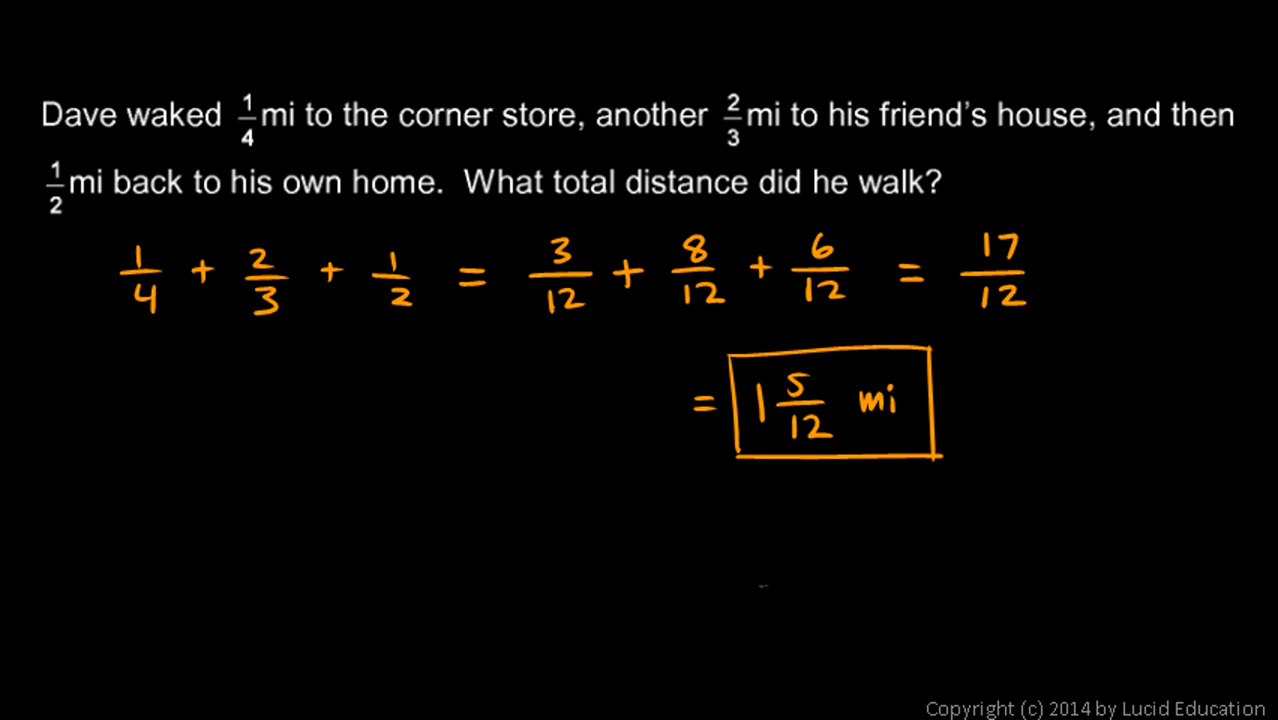 Dave waked 1/4 mi to the corner store, another 2/3 mi to his friend's house, and then
1/2 mi back to his own home. What total distance did he walk?
1/4 + 2/3 + 1/2 = 3/12 + 8/12 + 6/12 = 17/12
= 1 5/12 mi
Copyright (c) 2014 by Lucid Education